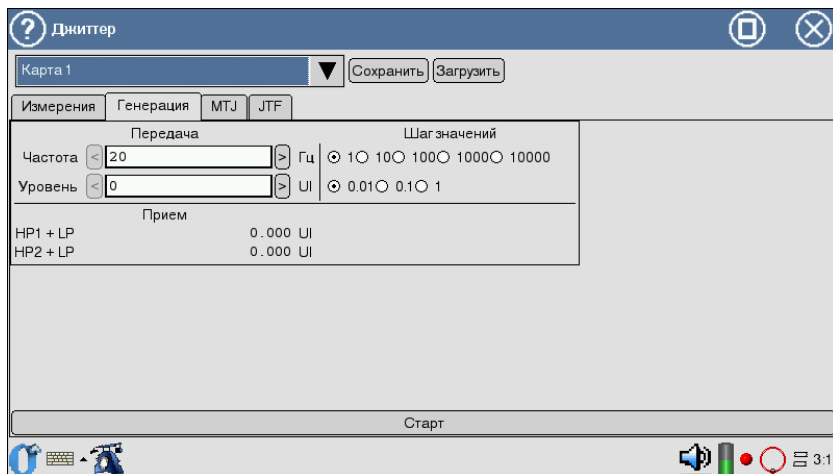 Джиттер
Карта 1 Сохранить Загрузить
Измерения Генерация MTJ JTF
Передача Шаг значений
Частота < 20 > Гц 1 10 100 1000 10000
Уровень < 0 > UI 0.01 0.1 1
Прием
HP1 + LP 0.000 UI
HP2 + LP 0.000 UI
Старт